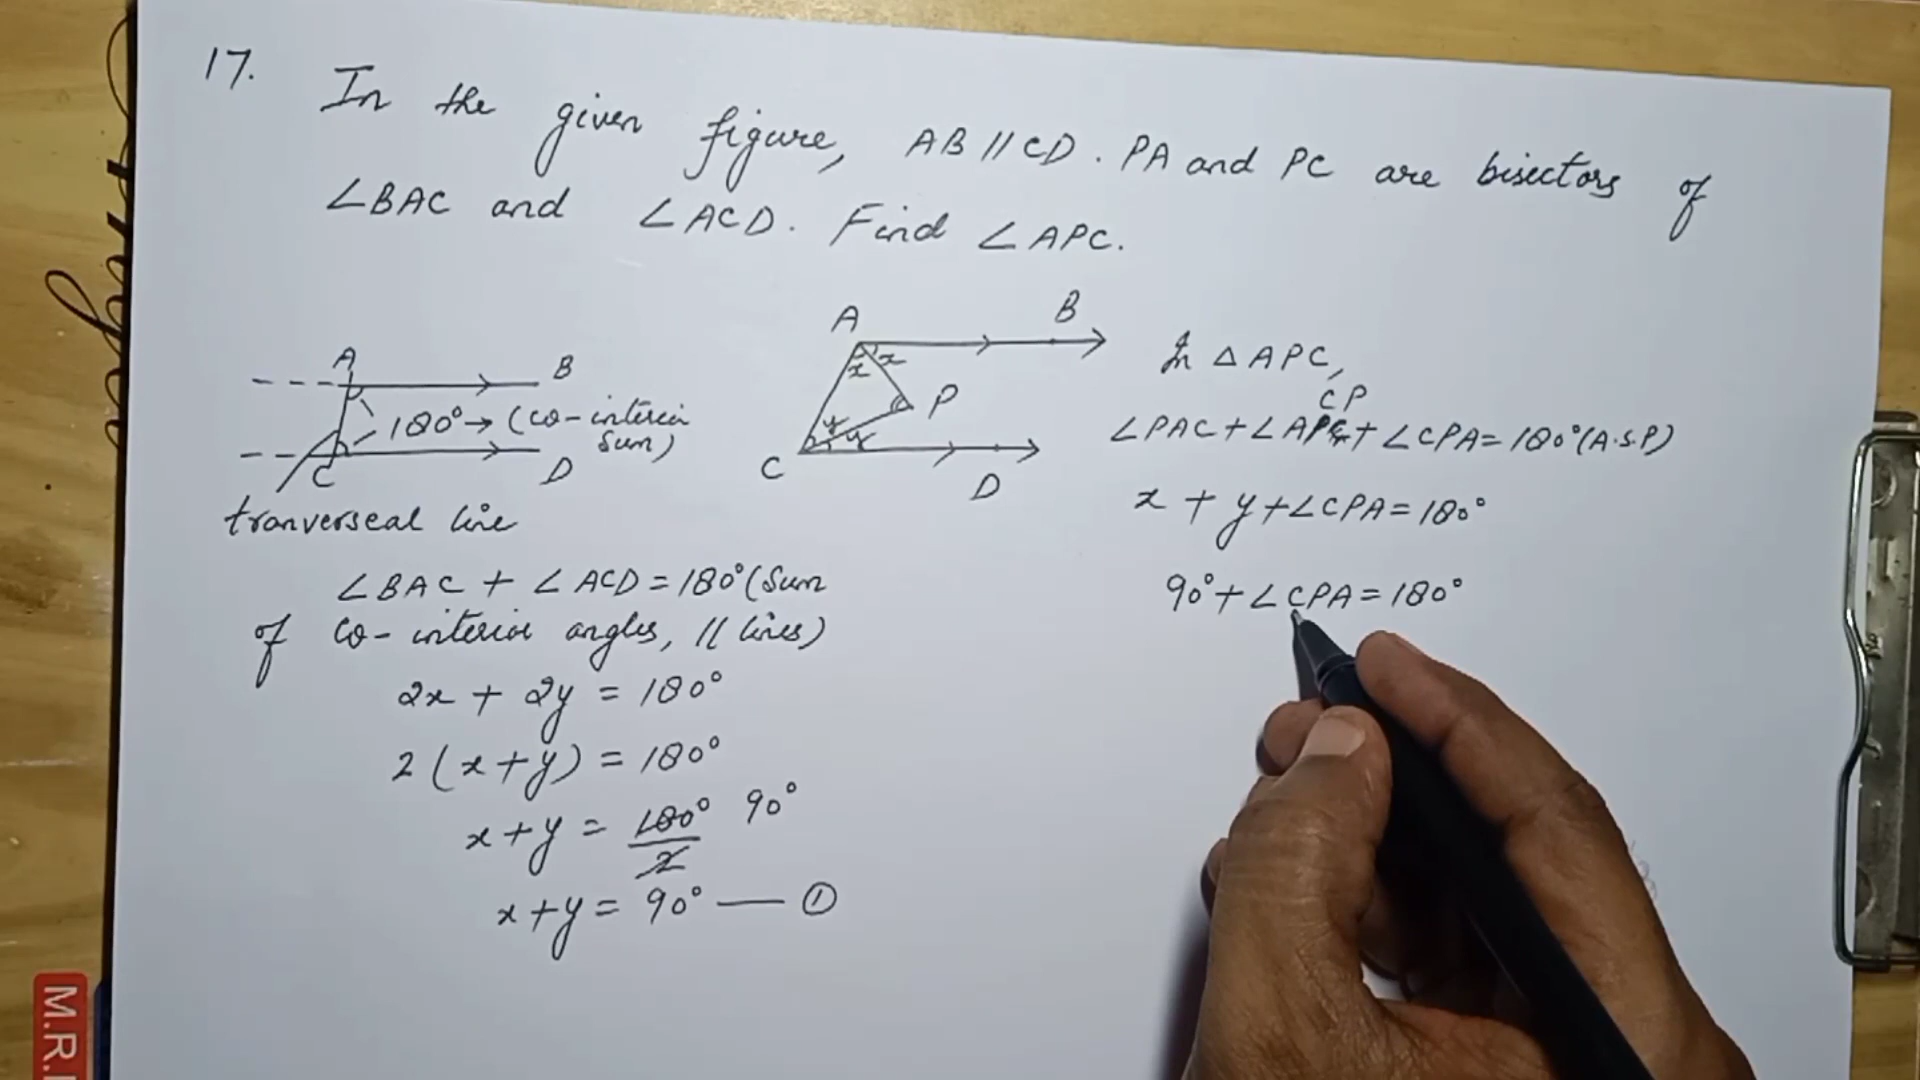 17.
In the given figure, AB // CD. PA and PC are bisectors of
∠BAC and ∠ACD. Find ∠APC.
A
B
180° → (co-interior
Sum)
C
D
tranverseal line
∠BAC + ∠ACD = 180° (Sum
of Co-interior angles, // lines)
2x + 2y = 180°
2(x+y) = 180°
x+y = 180°/2 90°
x+y = 90° — ①
A
B
x
x
P
y
y
C
D
In △APC,
CP
∠PAC + ∠A + ∠CPA = 180° (A.S.P)
x + y + ∠CPA = 180°
90° + ∠CPA = 180°
M.R.